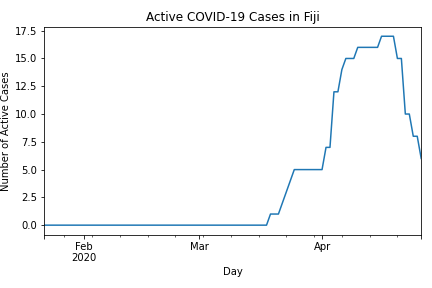 Active COVID-19 Cases in Fiji
Number of Active Cases
17.5
15.0
12.5
10.0
7.5
5.0
2.5
0.0
Feb
2020
Mar
Apr
Day